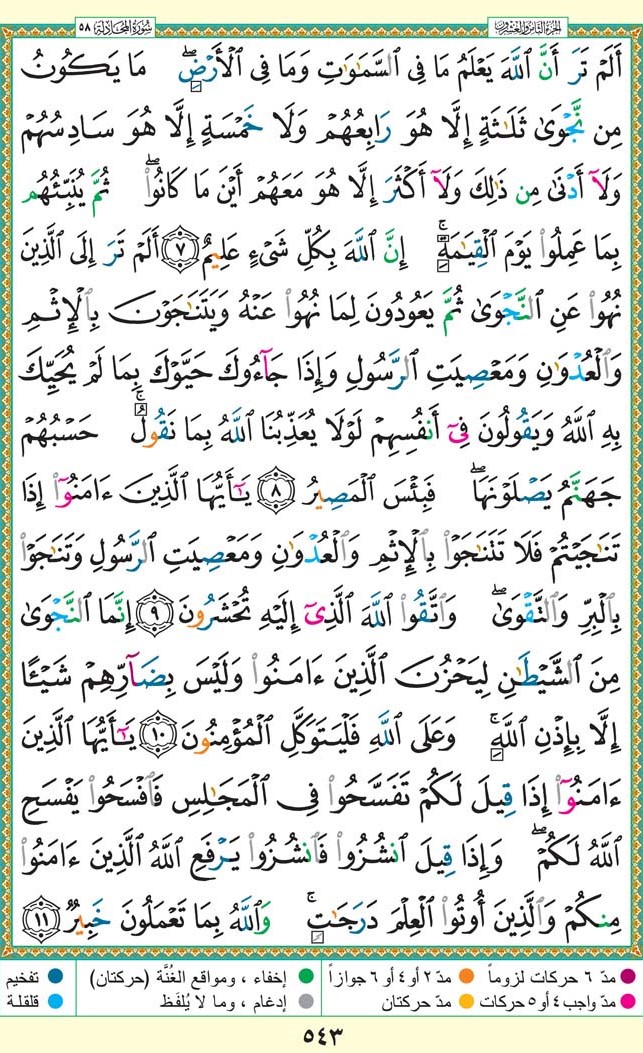 الجزء الثامن والعشرون سورة المجادلة ٥٨
أَلَمْ تَرَ أَنَّ ٱللَّهَ يَعْلَمُ مَا فِى ٱلسَّمَٰوَٰتِ وَمَا فِى ٱلْأَرْضِ ۖ مَا يَكُونُ
مِن نَّجْوَىٰ ثَلَٰثَةٍ إِلَّا هُوَ رَابِعُهُمْ وَلَا خَمْسَةٍ إِلَّا هُوَ سَادِسُهُمْ
وَلَآ أَدْنَىٰ مِن ذَٰلِكَ وَلَآ أَكْثَرَ إِلَّا هُوَ مَعَهُمْ أَيْنَ مَا كَانُوا۟ ۖ ثُمَّ يُنَبِّئُهُم
بِمَا عَمِلُوا۟ يَوْمَ ٱلْقِيَٰمَةِ ۚ إِنَّ ٱللَّهَ بِكُلِّ شَىْءٍ عَلِيمٌ ٧ أَلَمْ تَرَ إِلَى ٱلَّذِينَ
نُهُوا۟ عَنِ ٱلنَّجْوَىٰ ثُمَّ يَعُودُونَ لِمَا نُهُوا۟ عَنْهُ وَيَتَنَٰجَوْنَ بِٱلْإِثْمِ
وَٱلْعُدْوَٰنِ وَمَعْصِيَتِ ٱلرَّسُولِ وَإِذَا جَآءُوكَ حَيَّوْكَ بِمَا لَمْ يُحَيِّكَ
بِهِ ٱللَّهُ وَيَقُولُونَ فِىٓ أَنفُسِهِمْ لَوْلَا يُعَذِّبُنَا ٱللَّهُ بِمَا نَقُولُ ۚ حَسْبُهُمْ
جَهَنَّمُ يَصْلَوْنَهَا ۖ فَبِئْسَ ٱلْمَصِيرُ ٨ يَٰٓأَيُّهَا ٱلَّذِينَ ءَامَنُوٓا۟ إِذَا
تَنَٰجَيْتُمْ فَلَا تَتَنَٰجَوْا۟ بِٱلْإِثْمِ وَٱلْعُدْوَٰنِ وَمَعْصِيَتِ ٱلرَّسُولِ وَتَنَٰجَوْا۟
بِٱلْبِرِّ وَٱلتَّقْوَىٰ ۖ وَٱتَّقُوا۟ ٱللَّهَ ٱلَّذِىٓ إِلَيْهِ تُحْشَرُونَ ٩ إِنَّمَا ٱلنَّجْوَىٰ
مِنَ ٱلشَّيْطَٰنِ لِيَحْزُنَ ٱلَّذِينَ ءَامَنُوا۟ وَلَيْسَ بِضَآرِّهِمْ شَيْـًٔا
إِلَّا بِإِذْنِ ٱللَّهِ ۚ وَعَلَى ٱللَّهِ فَلْيَتَوَكَّلِ ٱلْمُؤْمِنُونَ ١٠ يَٰٓأَيُّهَا ٱلَّذِينَ
ءَامَنُوٓا۟ إِذَا قِيلَ لَكُمْ تَفَسَّحُوا۟ فِى ٱلْمَجَٰلِسِ فَٱفْسَحُوا۟ يَفْسَحِ
ٱللَّهُ لَكُمْ ۖ وَإِذَا قِيلَ ٱنشُزُوا۟ فَٱنشُزُوا۟ يَرْفَعِ ٱللَّهُ ٱلَّذِينَ ءَامَنُوا۟
مِنكُمْ وَٱلَّذِينَ أُوتُوا۟ ٱلْعِلْمَ دَرَجَٰتٍ ۚ وَٱللَّهُ بِمَا تَعْمَلُونَ خَبِيرٌ ١١
مدّ ٦ حركات لزوماً مدّ ٢ أو ٤ أو ٦ جوازاً إخفاء ، ومواقع الغُنَّة (حركتان) تفخيم
مدّ واجب ٤ أو ٥ حركات مدّ حركتان إدغام ، وما لا يُلفَظ قلقلة
٥٤٣